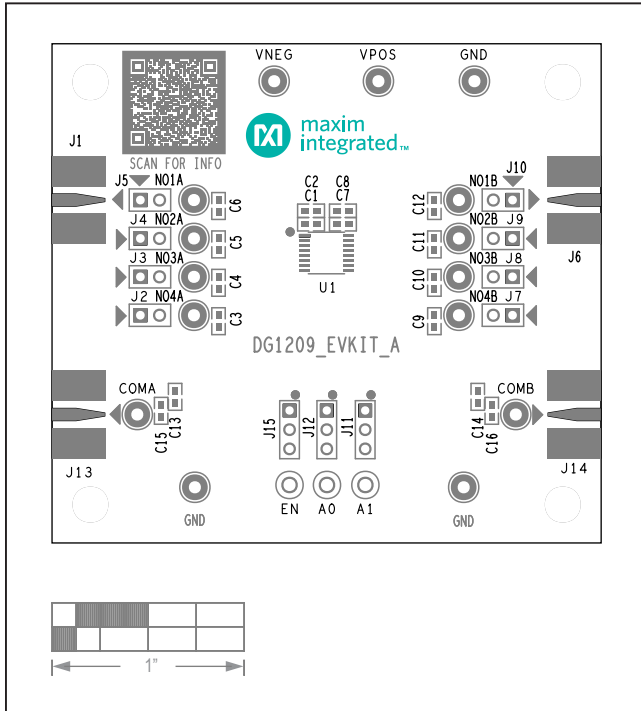 VNEG VPOS GND
maxim
integrated™
SCAN FOR INFO
J1
J5 NO1A
C6
J4 NO2A
C5
J3 NO3A
C4
J2 NO4A
C3
C2 C8
C1 C7
U1
J10
NO1B
C12
NO2B J9
C11
NO3B J8
C10
NO4B J7
C9
J6
DG1209_EVKIT_A
COMA
C15 C13
J13
J15 J12 J11
EN A0 A1
COMB
C14 C16
J14
GND
GND
1"